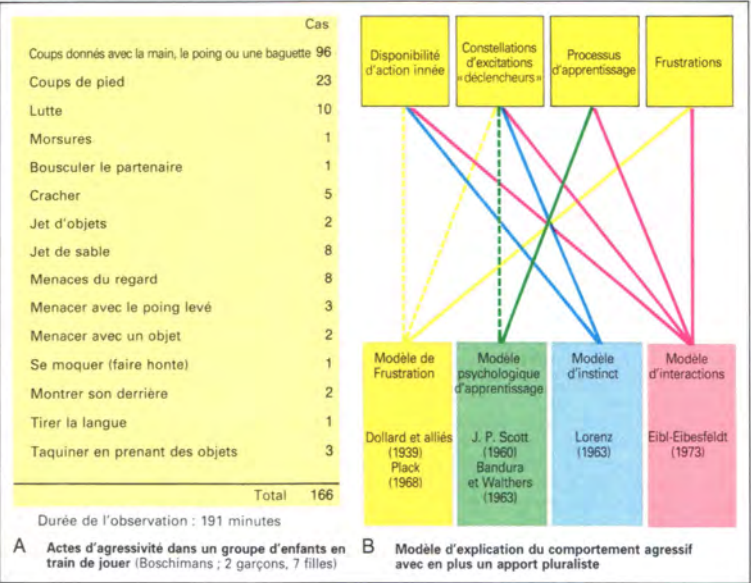 Cas
Coups donnés avec la main, le poing ou une baguette 96
Coups de pied 23
Lutte 10
Morsures 1
Bousculer le partenaire 1
Cracher 5
Jet d'objets 2
Jet de sable 8
Menaces du regard 8
Menacer avec le poing levé 3
Menacer avec un objet 2
Se moquer (faire honte) 1
Montrer son derrière 2
Tirer la langue 1
Taquiner en prenant des objets 3
Total 166
Durée de l'observation : 191 minutes
A Actes d'agressivité dans un groupe d'enfants en
train de jouer (Boschimans ; 2 garçons, 7 filles)
Disponibilité
d'action innée
Constellations
d'excitations
«déclencheurs»
Processus
d'apprentissage
Frustrations
Modèle de
Frustration
Dollard et alliés
(1939)
Plack
(1968)
Modèle
psychologique
d'apprentissage
J. P. Scott
(1960)
Bandura
et Walthers
(1963)
Modèle
d'instinct
Lorenz
(1963)
Modèle
d'interactions
Eibl-Eibesfeldt
(1973)
B Modèle d'explication du comportement agressif
avec en plus un apport pluraliste